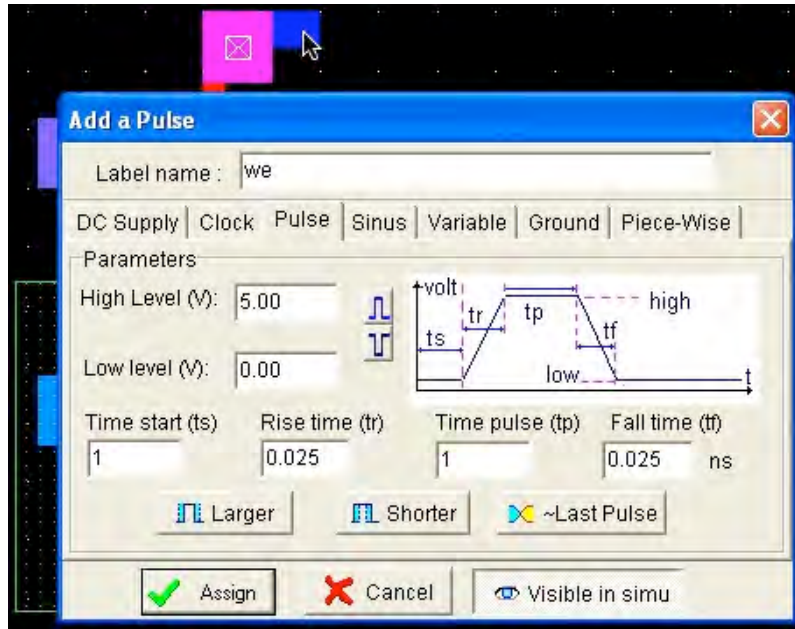 Add a Pulse
Label name : we
DC Supply Clock Pulse Sinus Variable Ground Piece-Wise
Parameters
High Level (V): 5.00
Low level (V): 0.00
volt
ts
tr
tp
tf
high
low
t
Time start (ts) Rise time (tr) Time pulse (tp) Fall time (tf)
1 0.025 1 0.025 ns
Larger Shorter ~Last Pulse
Assign Cancel Visible in simu